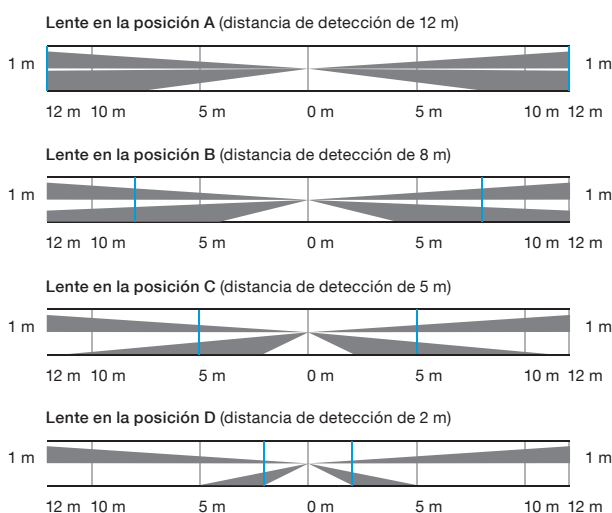 Lente en la posición A (distancia de detección de 12 m)
1 m 1 m
12 m 10 m 5 m 0 m 5 m 10 m 12 m
Lente en la posición B (distancia de detección de 8 m)
1 m 1 m
12 m 10 m 5 m 0 m 5 m 10 m 12 m
Lente en la posición C (distancia de detección de 5 m)
1 m 1 m
12 m 10 m 5 m 0 m 5 m 10 m 12 m
Lente en la posición D (distancia de detección de 2 m)
1 m 1 m
12 m 10 m 5 m 0 m 5 m 10 m 12 m